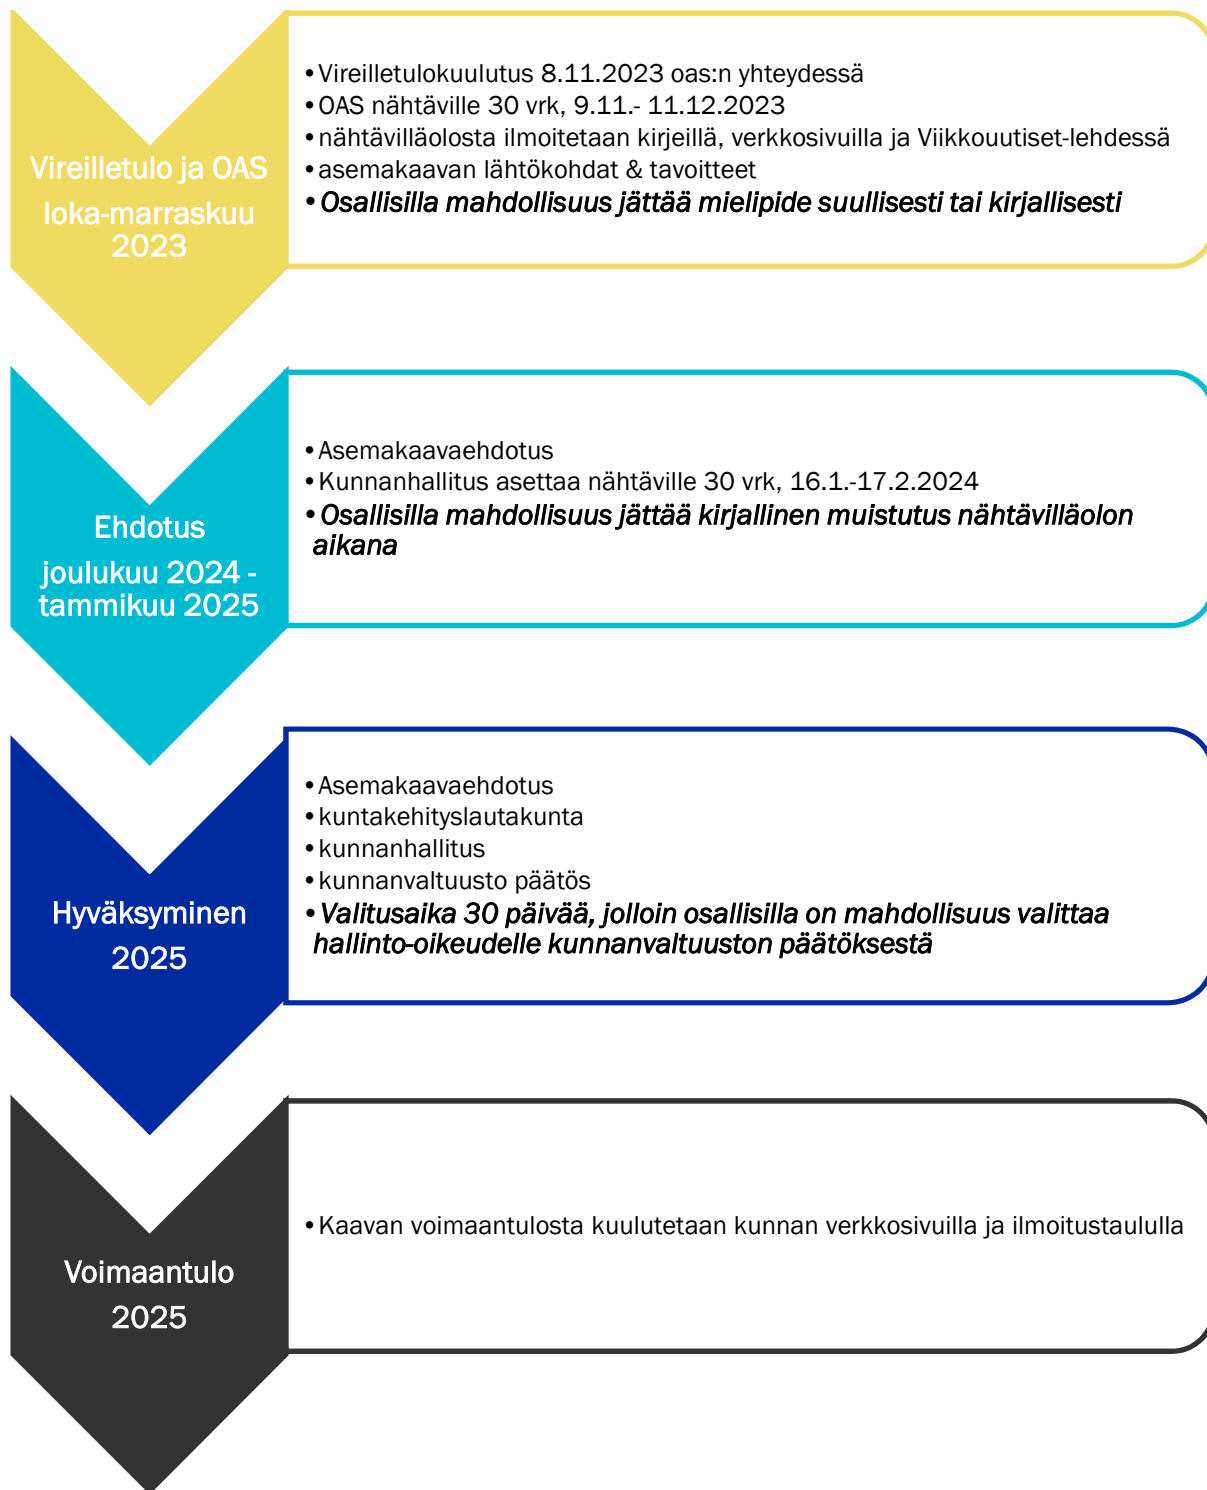 Vireilletulo ja OAS
loka-marraskuu
2023
•Vireilletulokuulutus 8.11.2023 oas:n yhteydessä
•OAS nähtäville 30 vrk, 9.11.- 11.12.2023
•nähtävilläolosta ilmoitetaan kirjeillä, verkkosivuilla ja Viikkouutiset-lehdessä
•asemakaavan lähtökohdat & tavoitteet
•Osallisilla mahdollisuus jättää mielipide suullisesti tai kirjallisesti
Ehdotus
joulukuu 2024 -
tammikuu 2025
•Asemakaavaehdotus
•Kunnanhallitus asettaa nähtäville 30 vrk, 16.1.-17.2.2024
•Osallisilla mahdollisuus jättää kirjallinen muistutus nähtävilläolon
aikana
Hyväksyminen
2025
•Asemakaavaehdotus
•kuntakehityslautakunta
•kunnanhallitus
•kunnanvaltuusto päätös
•Valitusaika 30 päivää, jolloin osallisilla on mahdollisuus valittaa
hallinto-oikeudelle kunnanvaltuuston päätöksestä
Voimaantulo
2025
•Kaavan voimaantulosta kuulutetaan kunnan verkkosivuilla ja ilmoitustaululla